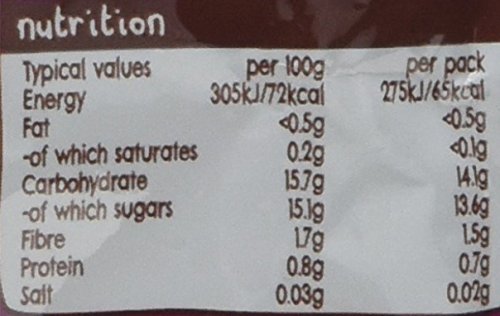 nutrition
Typical values per 100g per pack
Energy 305kJ/72kcal 275kJ/65kcal
Fat <0.5g <0.5g
-of which saturates 0.2g <0.1g
Carbohydrate 15.7g 14.1g
-of which sugars 15.1g 13.6g
Fibre 1.7g 1.5g
Protein 0.8g 0.7g
Salt 0.03g 0.02g